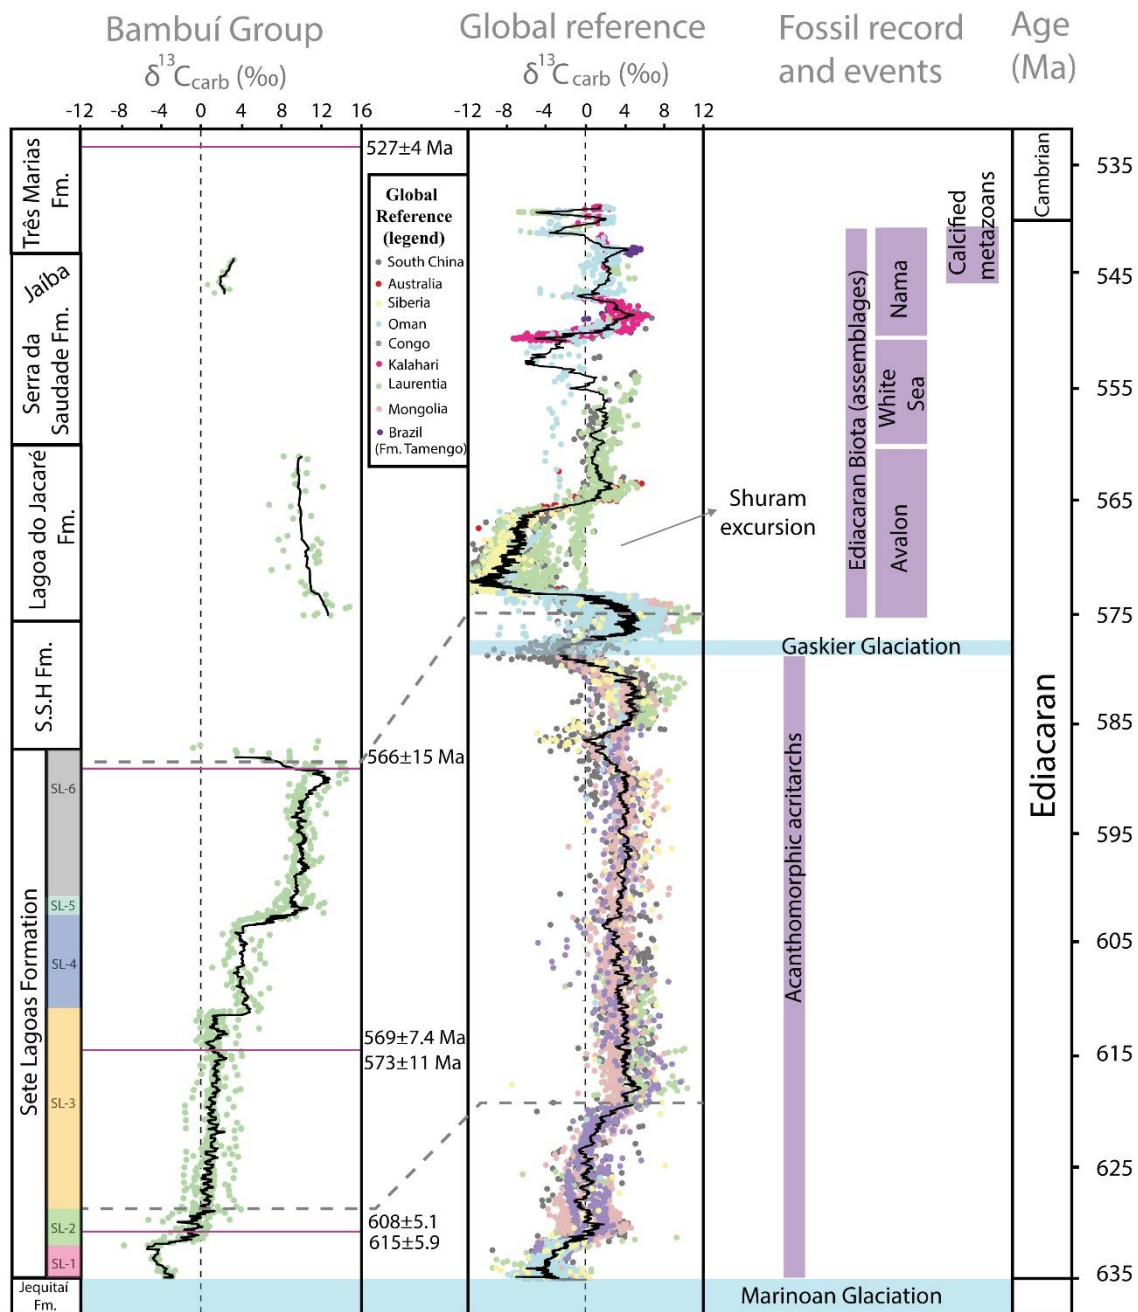 Bambuí Group
δ¹³Ccarb (‰)
Global reference
δ¹³Ccarb (‰)
Fossil record
and events
Age
(Ma)
-12 -8 -4 0 4 8 12 16
-12 -8 -4 0 4 8 12
Três Marias
Fm.
Jaíba
Serra da
Saudade Fm.
Lagoa do Jacaré
Fm.
S.S.H Fm.
Sete Lagoas Formation
SL-6
SL-5
SL-4
SL-3
SL-2
SL-1
Jequitaí
Fm.
527±4 Ma
566±15 Ma
569±7.4 Ma
573±11 Ma
608±5.1
615±5.9
Global
Reference
(legend)
South China
Australia
Siberia
Oman
Congo
Kalahari
Laurentia
Mongolia
Brazil
(Fm. Tamengo)
Shuram
excursion
Gaskier Glaciation
Marinoan Glaciation
Acanthomorphic acritarchs
Ediacaran Biota (assemblages)
Avalon
White
Sea
Nama
Calcified
metazoans
Cambrian
Ediacaran
535
545
555
565
575
585
595
605
615
625
635